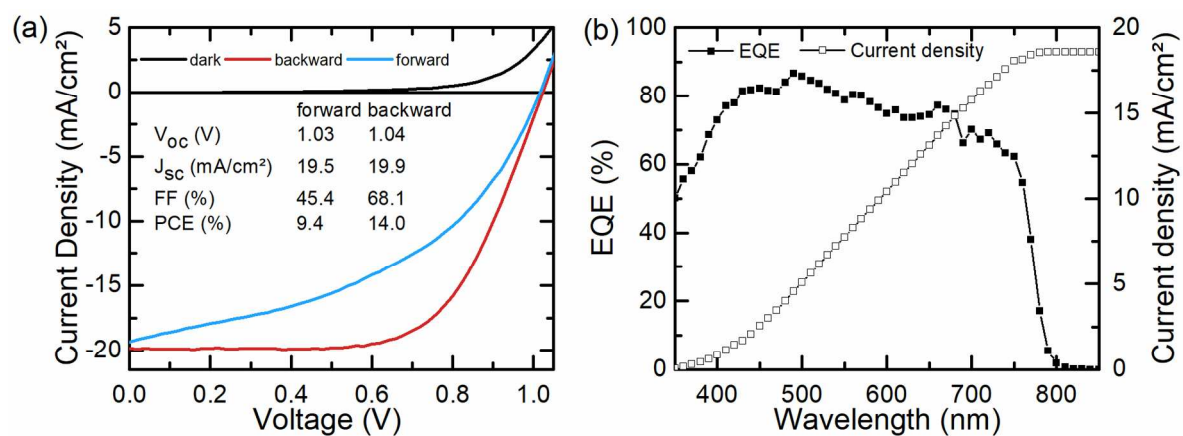 (a)
Current Density (mA/cm²)
5
0
-5
-10
-15
-20
dark backward forward
forward backward
V_OC (V) 1.03 1.04
J_SC (mA/cm²) 19.5 19.9
FF (%) 45.4 68.1
PCE (%) 9.4 14.0
0.0 0.2 0.4 0.6 0.8 1.0
Voltage (V)
(b)
EQE (%)
100
80
60
40
20
0
EQE Current density
400 500 600 700 800
Wavelength (nm)
20
15
10
5
0
Current density (mA/cm²)